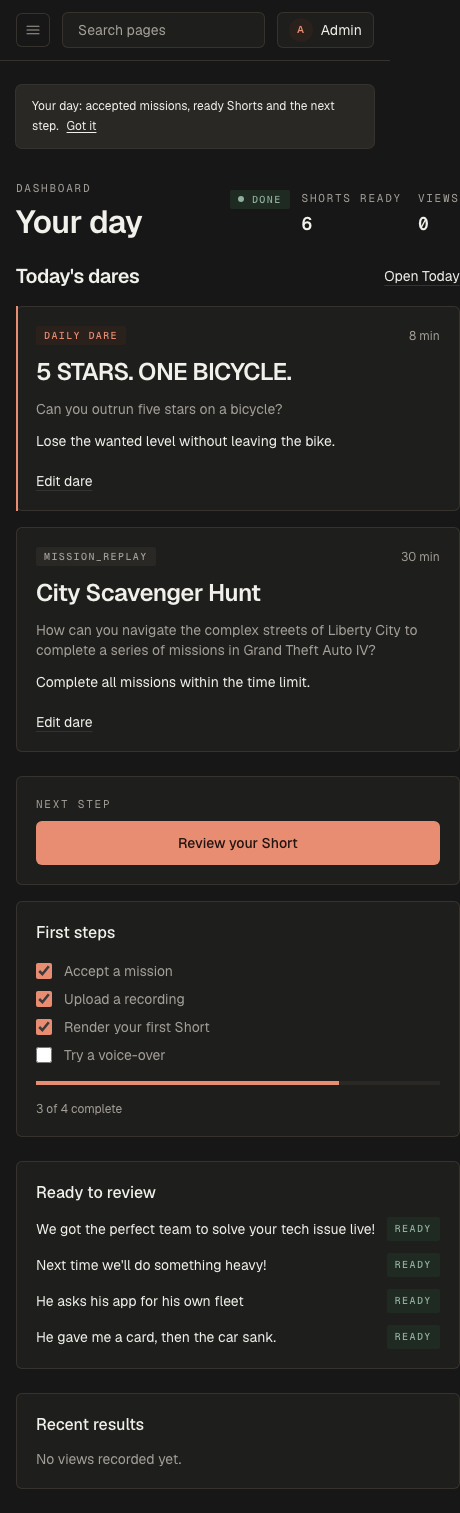 Search pages
A Admin
Your day: accepted missions, ready Shorts and the next
step. Got it
DASHBOARD
Your day
DONE
SHORTS READY
6
VIEWS
0
Today's dares
Open Today
DAILY DARE
8 min
5 STARS. ONE BICYCLE.
Can you outrun five stars on a bicycle?
Lose the wanted level without leaving the bike.
Edit dare
MISSION_REPLAY
30 min
City Scavenger Hunt
How can you navigate the complex streets of Liberty City to
complete a series of missions in Grand Theft Auto IV?
Complete all missions within the time limit.
Edit dare
NEXT STEP
Review your Short
First steps
Accept a mission
Upload a recording
Render your first Short
Try a voice-over
3 of 4 complete
Ready to review
We got the perfect team to solve your tech issue live! READY
Next time we'll do something heavy! READY
He asks his app for his own fleet READY
He gave me a card, then the car sank. READY
Recent results
No views recorded yet.